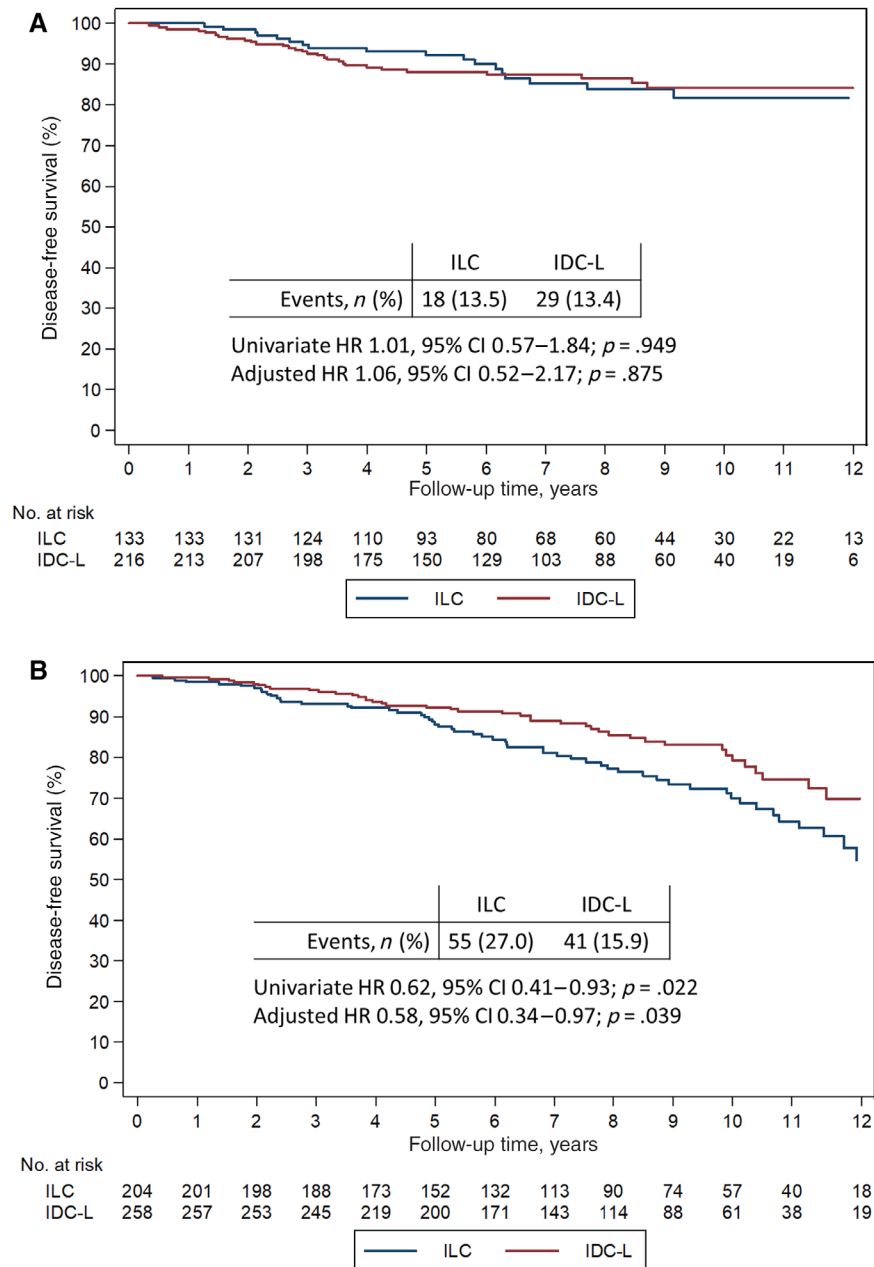 A
Disease-free survival (%)
100
90
80
70
60
50
40
30
20
10
0
ILC IDC-L
Events, n (%) 18 (13.5) 29 (13.4)
Univariate HR 1.01, 95% CI 0.57–1.84; p = .949
Adjusted HR 1.06, 95% CI 0.52–2.17; p = .875
0 1 2 3 4 5 6 7 8 9 10 11 12
Follow-up time, years
No. at risk
ILC 133 133 131 124 110 93 80 68 60 44 30 22 13
IDC-L 216 213 207 198 175 150 129 103 88 60 40 19 6
ILC IDC-L
B
Disease-free survival (%)
100
90
80
70
60
50
40
30
20
10
0
ILC IDC-L
Events, n (%) 55 (27.0) 41 (15.9)
Univariate HR 0.62, 95% CI 0.41–0.93; p = .022
Adjusted HR 0.58, 95% CI 0.34–0.97; p = .039
0 1 2 3 4 5 6 7 8 9 10 11 12
Follow-up time, years
No. at risk
ILC 204 201 198 188 173 152 132 113 90 74 57 40 18
IDC-L 258 257 253 245 219 200 171 143 114 88 61 38 19
ILC IDC-L